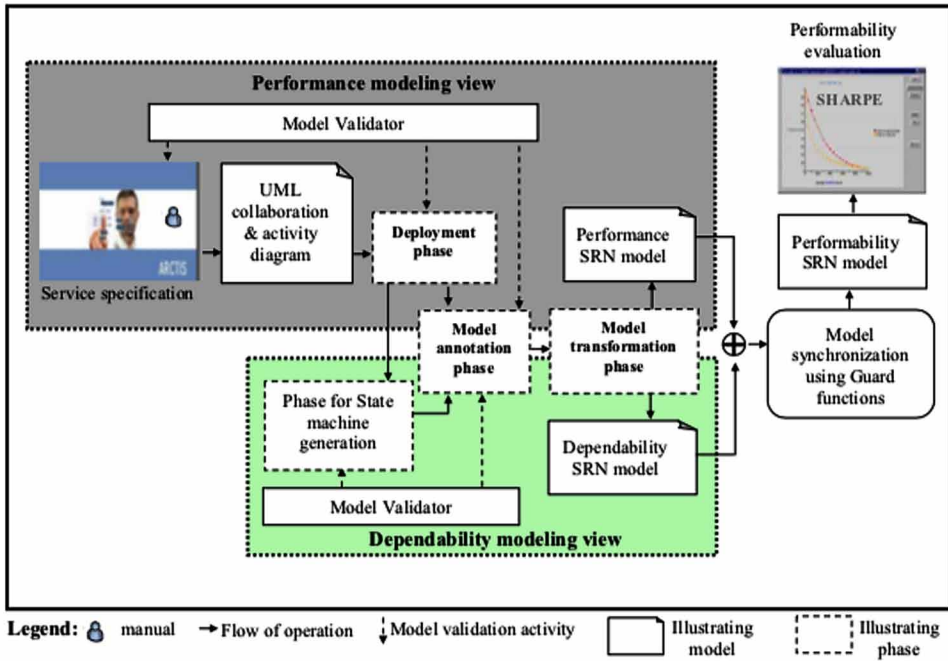 Performability
evaluation
SHARPE
Performance modeling view
Model Validator
UML
collaboration
& activity
diagram
Deployment
phase
Performance
SRN model
Performability
SRN model
ARCTIS
Service specification
Model
annotation
phase
Model
transformation
phase
Model
synchronization
using Guard
functions
Phase for State
machine
generation
Dependability
SRN model
Model Validator
Dependability modeling view
Legend: manual Flow of operation Model validation activity Illustrating model Illustrating phase